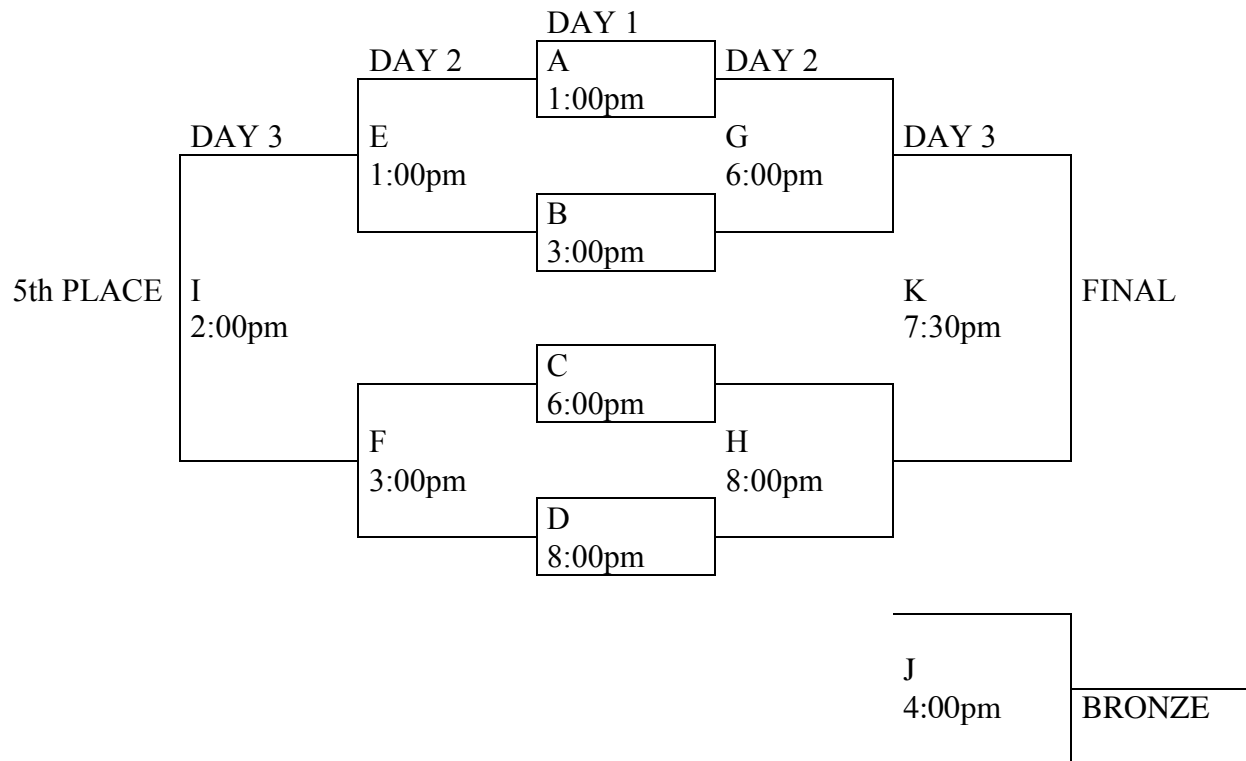 DAY 1
DAY 2
A
DAY 2
1:00pm
DAY 3
E
G
DAY 3
1:00pm
6:00pm
B
3:00pm
5th PLACE
I
K
FINAL
2:00pm
7:30pm
C
6:00pm
F
H
3:00pm
8:00pm
D
8:00pm
J
4:00pm
BRONZE